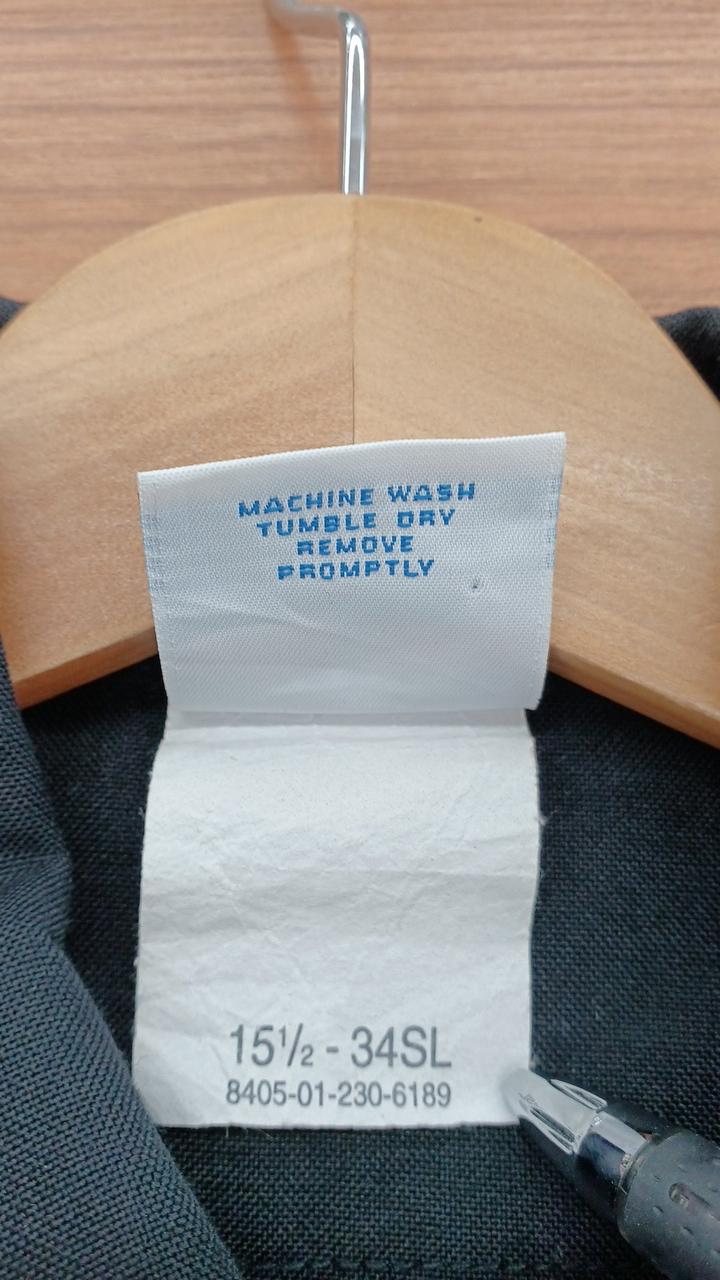 MACHINE WASH
TUMBLE DRY
REMOVE
PROMPTLY
15½ - 34SL
8405-01-230-6189